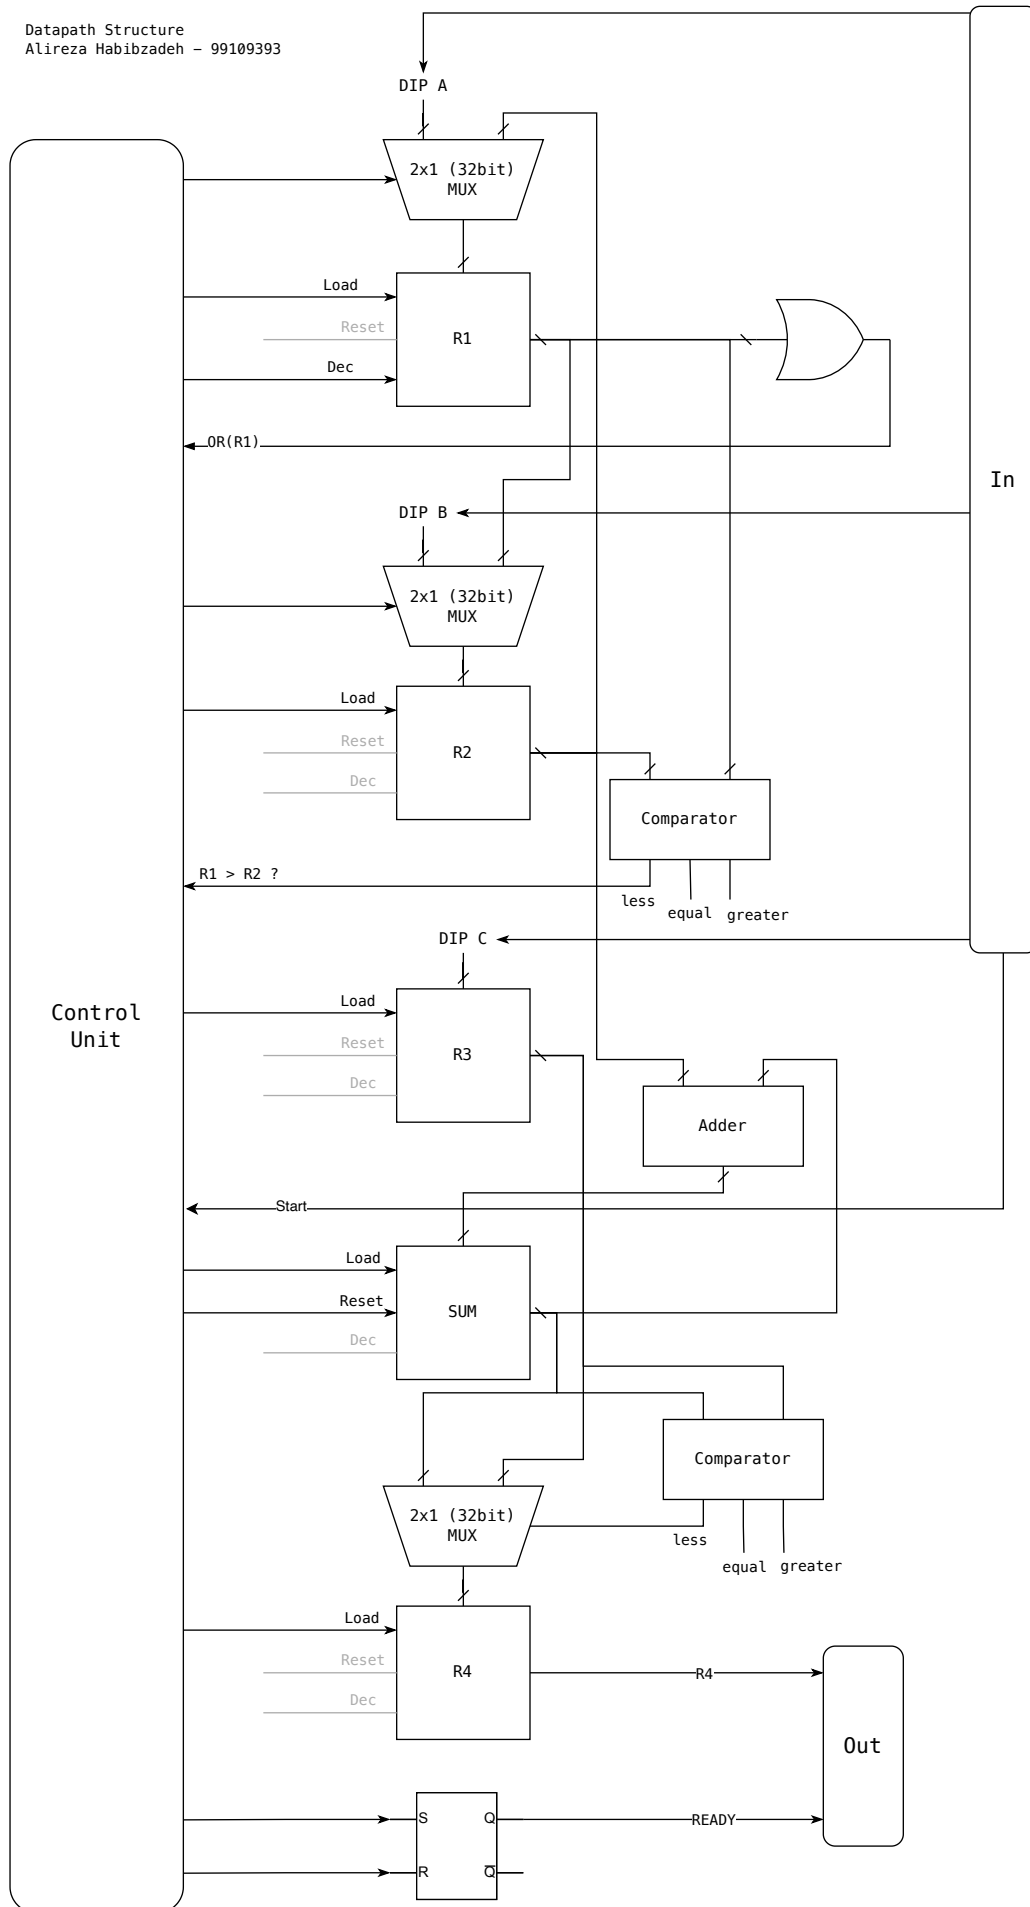 Datapath Structure
Alireza Habibzadeh – 99109393
DIP A
2x1 (32bit)
MUX
Load
Reset
R1
Dec
OR(R1)
In
DIP B
2x1 (32bit)
MUX
Load
Reset
R2
Dec
Comparator
R1 > R2 ?
less
equal
greater
DIP C
Control
Unit
Load
Reset
R3
Dec
Adder
Start
Load
Reset
SUM
Dec
Comparator
2x1 (32bit)
MUX
less
equal
greater
Load
Reset
R4
Dec
R4
Out
S
Q
READY
R
Q̅